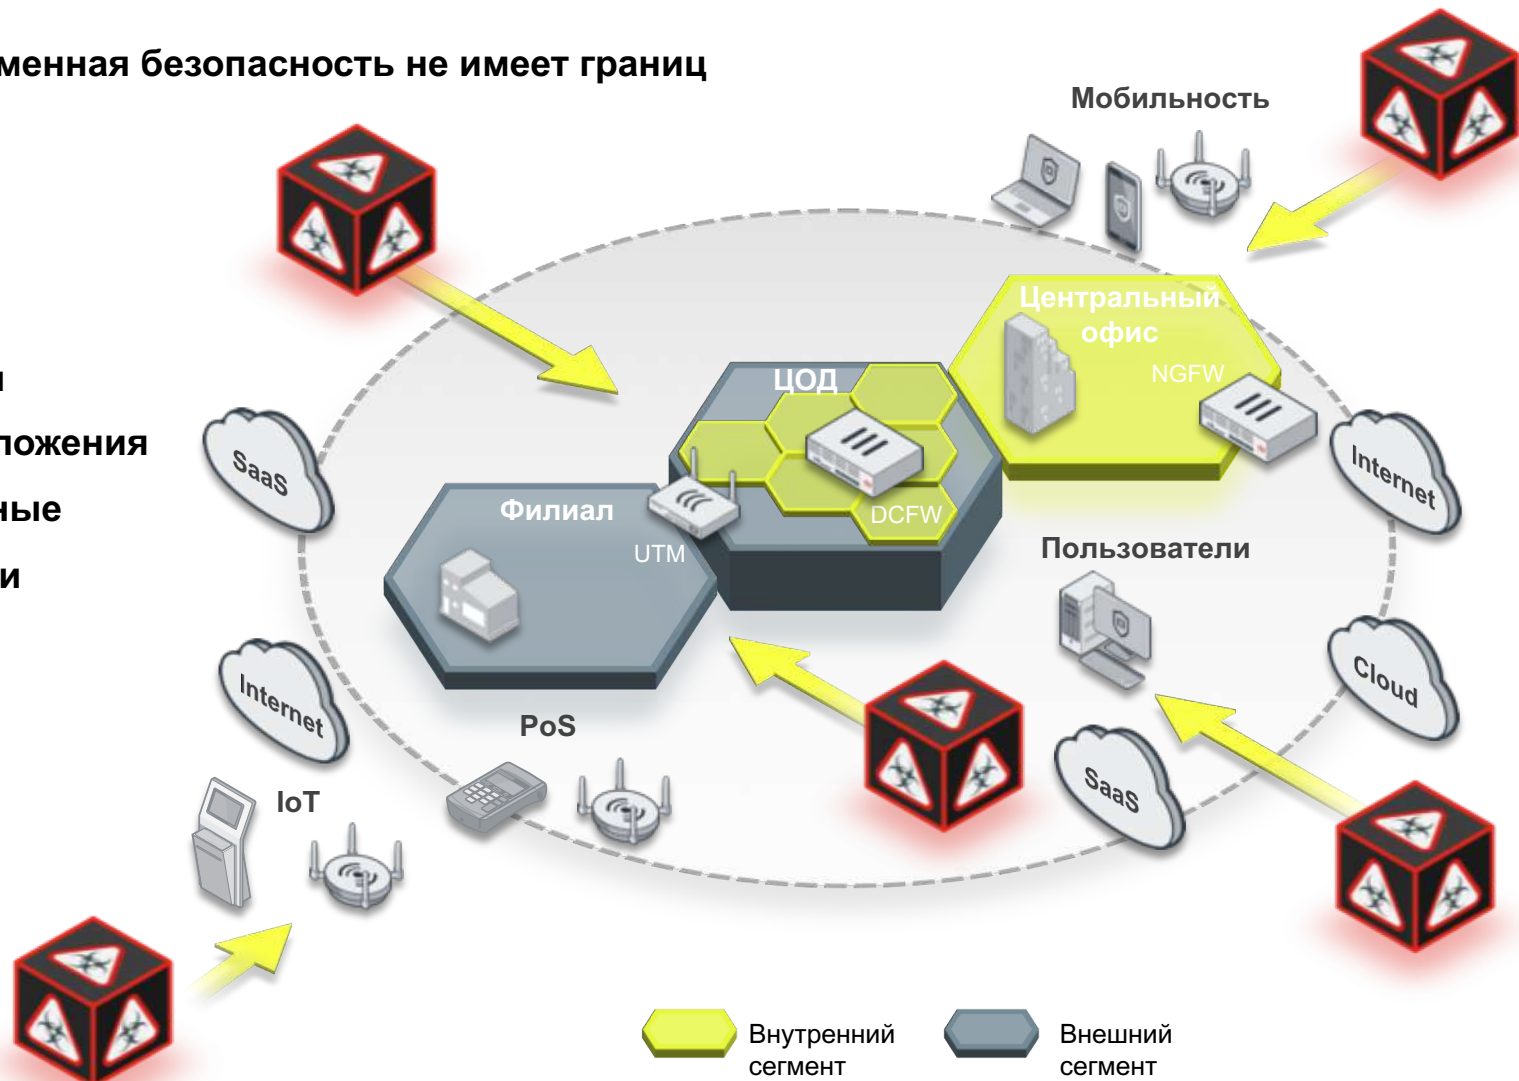 менная безопасность не имеет границ
Мобильность
Центральный
офис
NGFW
ЦОД
и
ложения
ные
и
SaaS
Internet
Филиал
UTM
DCFW
Пользователи
Internet
Cloud
PoS
SaaS
IoT
Внутренний
сегмент
Внешний
сегмент